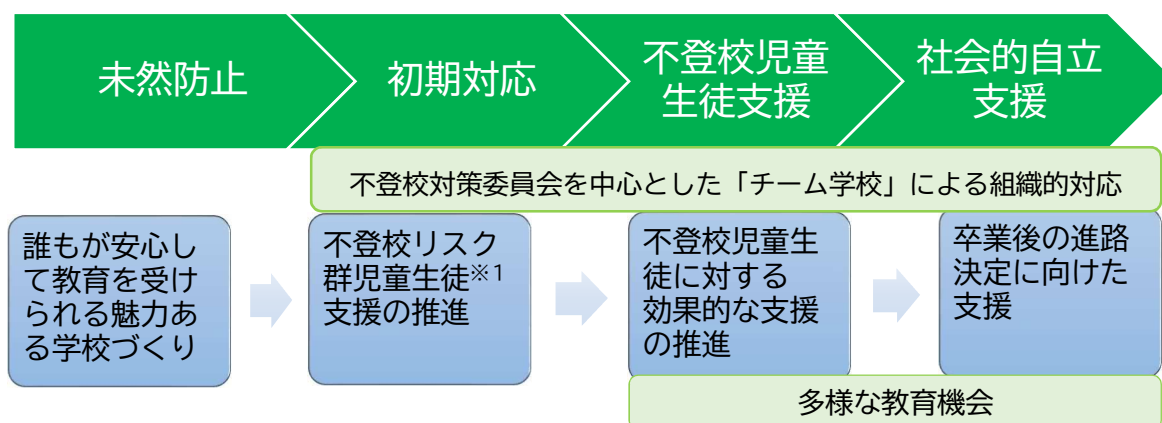 未然防止
初期対応
不登校児童
生徒支援
社会的自立
支援
不登校対策委員会を中心とした「チーム学校」による組織的対応
誰もが安心し
て教育を受け
られる魅力あ
る学校づくり
不登校リスク
群児童生徒※1
支援の推進
不登校児童生
徒に対する
効果的な支援
の推進
卒業後の進路
決定に向けた
支援
多様な教育機会